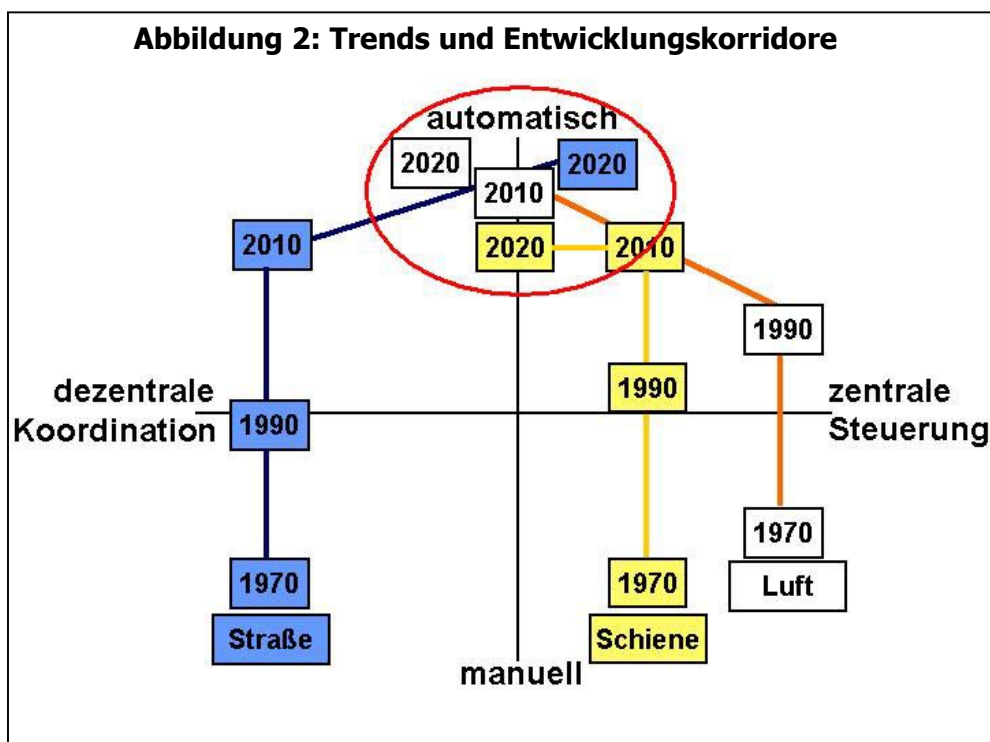 Abbildung 2: Trends und Entwicklungskorridore
automatisch
2020
2020
2010
2010
2020
2010
1990
dezentrale
Koordination
1990
1990
zentrale
Steuerung
1970
1970
1970
Luft
Straße
Schiene
manuell